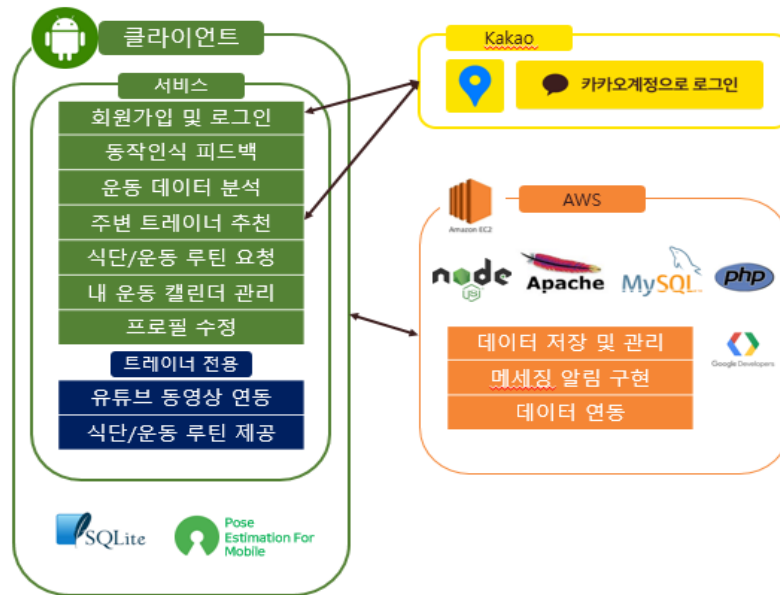 클라이언트
서비스
회원가입 및 로그인
동작인식 피드백
운동 데이터 분석
주변 트레이너 추천
식단/운동 루틴 요청
내 운동 캘린더 관리
프로필 수정
트레이너 전용
유튜브 동영상 연동
식단/운동 루틴 제공
SQLite
Pose
Estimation For
Mobile
Kakao
카카오계정으로 로그인
AWS
Amazon EC2
node
JS
Apache
MySQL
php
데이터 저장 및 관리
메세징 알림 구현
데이터 연동
Google Developers